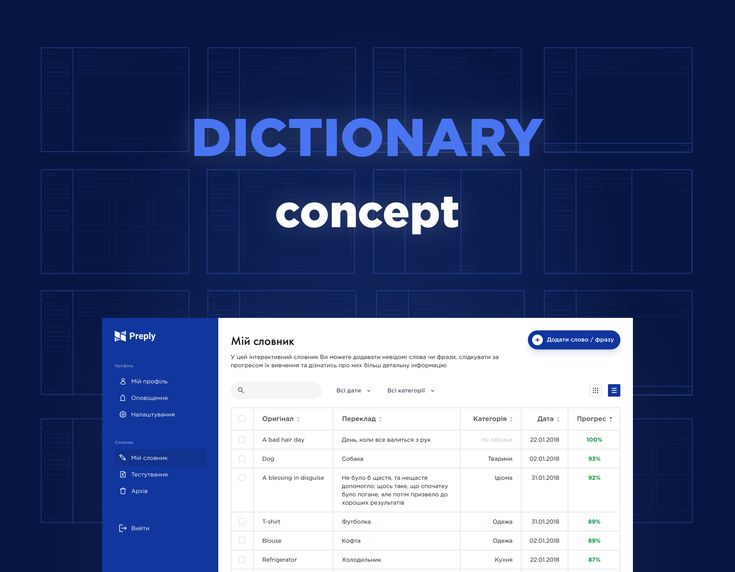 DICTIONARY
concept
Preply
Профіль
Мій профіль
Оповіщення
Налаштування
Словник
Мій словник
Тестутвання
Архів
Вийти
Мій словник
Додати слово / фразу
У цей інтерактивний словник Ви можете додавати невідомі слова чи фрази, слідкувати за
прогресом їх вивчення та дізнатись про них більш детальну інформацію
Всі дати Всі категорії
Оригінал Переклад Категорія Дата Прогрес
A bad hair day День, коли все валиться з рук Не обрана 22.01.2018 100%
Dog Собака Тварини 02.01.2018 93%
A blessing in disguise Не було б щастя, та нещастя Ідіома 31.01.2018 92%
допомогло; щось таке, що спочатку
було погане, але потім призвело до
хороших результатів
T-shirt Футболка Одежа 31.01.2018 89%
Blouse Кофта Одежа 02.01.2018 89%
Refrigerator Холодильник Кухня 22.01.2018 87%